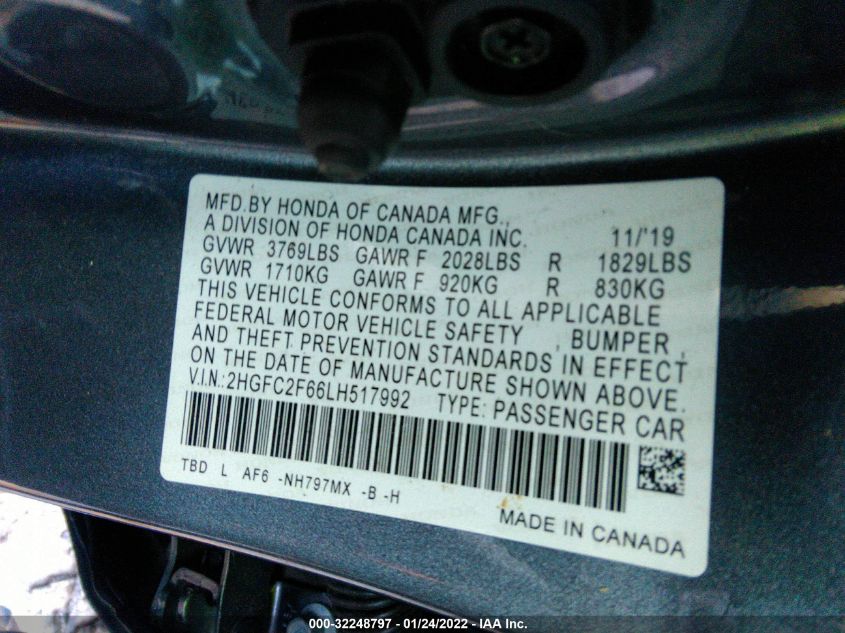 MFD.BY HONDA OF CANADA MFG.,
A DIVISION OF HONDA CANADA INC. 11/'19
GVWR 3769LBS GAWR F 2028LBS R 1829LBS
GVWR 1710KG GAWR F 920KG R 830KG
THIS VEHICLE CONFORMS TO ALL APPLICABLE
FEDERAL MOTOR VEHICLE SAFETY , BUMPER ,
AND THEFT PREVENTION STANDARDS IN EFFECT
ON THE DATE OF MANUFACTURE SHOWN ABOVE.
V.I.N.:2HGFC2F66LH517992 TYPE: PASSENGER CAR
TBD L AF6 -NH797MX -B -H
MADE IN CANADA
000-32248797 - 01/24/2022 - IAA Inc.